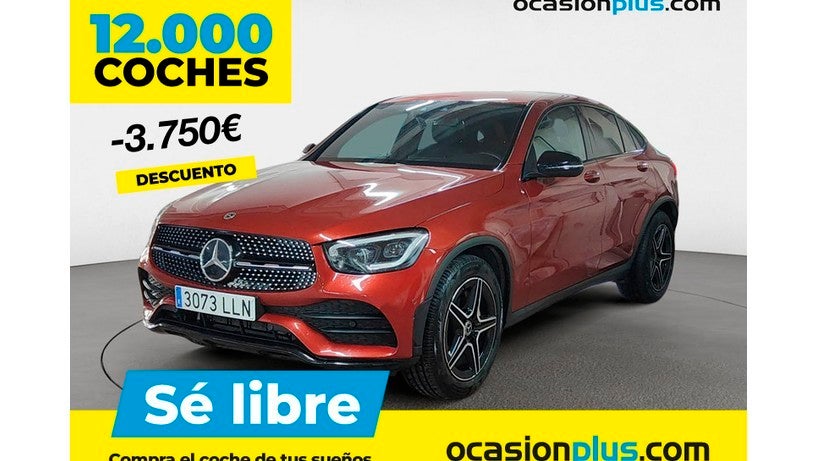 12.000
COCHES
ocasionplus.com
-3.750€
DESCUENTO
3073 LLN
Sé libre
Compra el coche de tus sueños
ocasionplus.com